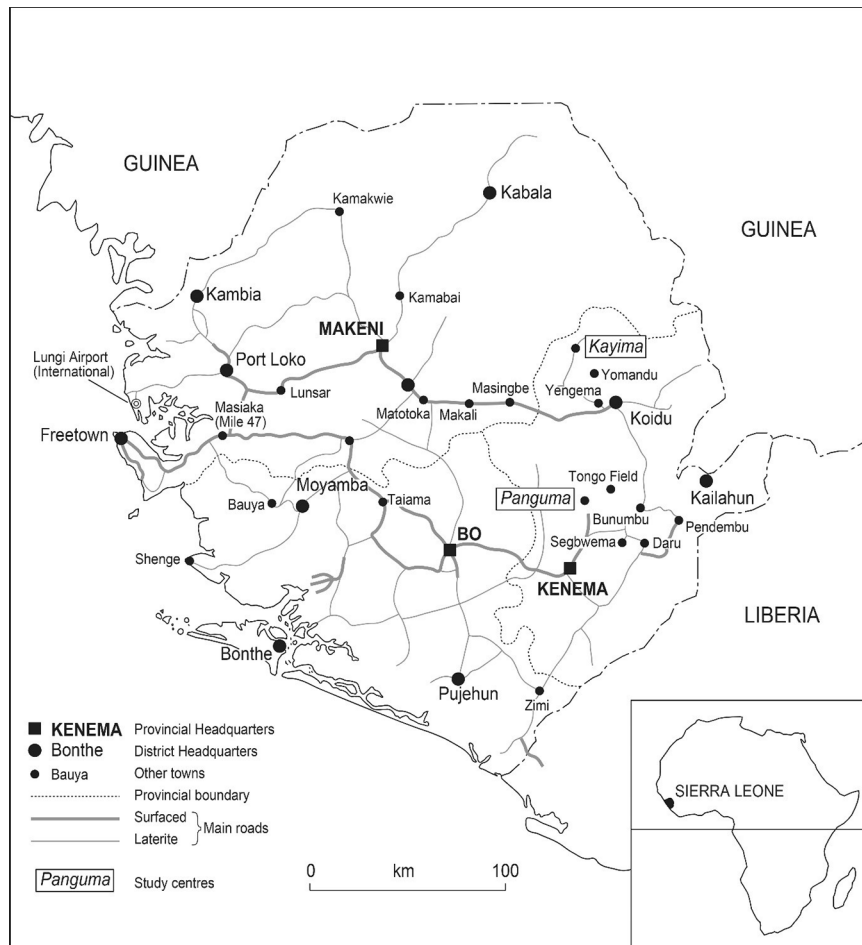 GUINEA
Kabala
Kamakwie
GUINEA
Kambia
Kamabai
MAKENI
Kayima
Lungi Airport
(International)
Port Loko
Yomandu
Lunsar
Masingbe
Yengema
Matotoka
Makali
Koidu
Masiaka
(Mile 47)
Freetown
Tongo Field
Moyamba
Panguma
Kailahun
Bauya
Taiama
Bunumbu
Pendembu
BO
Segbwema
Daru
Shenge
KENEMA
LIBERIA
Bonthe
Pujehun
Zimi
KENEMA Provincial Headquarters
Bonthe District Headquarters
Bauya Other towns
Provincial boundary
Surfaced
Main roads
Laterite
Panguma Study centres
0 km 100
SIERRA LEONE